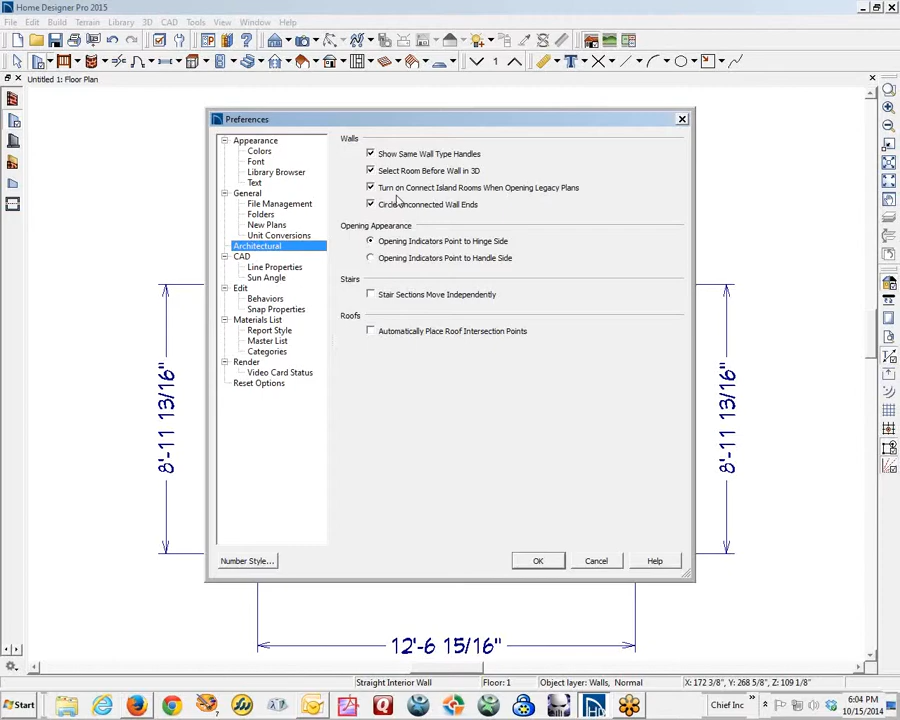 Home Designer Pro 2015
File Edit Build Terrain Library 3D CAD Tools View Window Help
Untitled 1: Floor Plan
Preferences
Appearance
Colors
Font
Library Browser
Text
General
File Management
Folders
New Plans
Unit Conversions
Architectural
CAD
Line Properties
Sun Angle
Edit
Behaviors
Snap Properties
Materials List
Report Style
Master List
Categories
Render
Video Card Status
Reset Options
Walls
Show Same Wall Type Handles
Select Room Before Wall in 3D
Turn on Connect Island Rooms When Opening Legacy Plans
Circle Unconnected Wall Ends
Opening Appearance
Opening Indicators Point to Hinge Side
Opening Indicators Point to Handle Side
Stairs
Stair Sections Move Independently
Roofs
Automatically Place Roof Intersection Points
Number Style... OK Cancel Help
8'-11 13/16"
8'-11 13/16"
12'-6 15/16"
Straight Interior Wall Floor: 1 Object layer: Walls, Normal X: 172 3/8", Y: 268 5/8", Z: 109 1/8"
Start Chief Inc 6:04 PM
10/15/2014